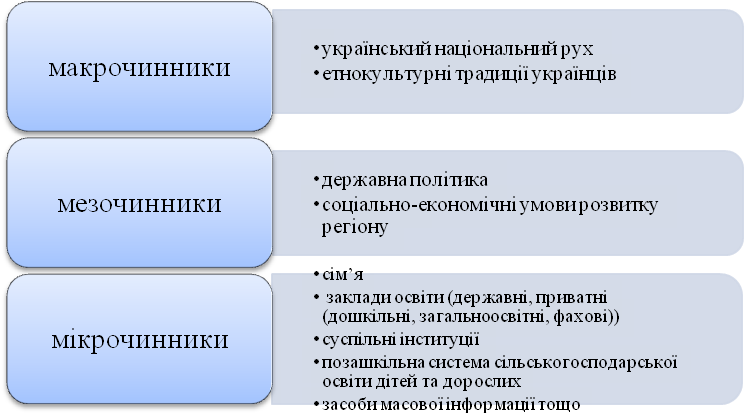 макрочинники
•український національний рух
•етнокультурні традиції українців
мезочинники
•державна політика
•соціально-економічні умови розвитку
регіону
мікрочинники
•сім’я
• заклади освіти (державні, приватні
(дошкільні, загальноосвітні, фахові))
•суспільні інституції
•позашкільна система сільськогосподарської
освіти дітей та дорослих
•засоби масової інформації тощо